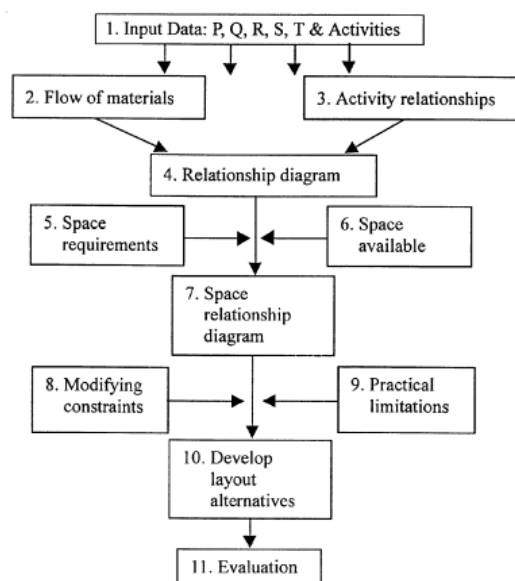 1. Input Data: P, Q, R, S, T & Activities
2. Flow of materials
3. Activity relationships
4. Relationship diagram
5. Space
requirements
6. Space
available
7. Space
relationship
diagram
8. Modifying
constraints
9. Practical
limitations
10. Develop
layout
alternatives
11. Evaluation